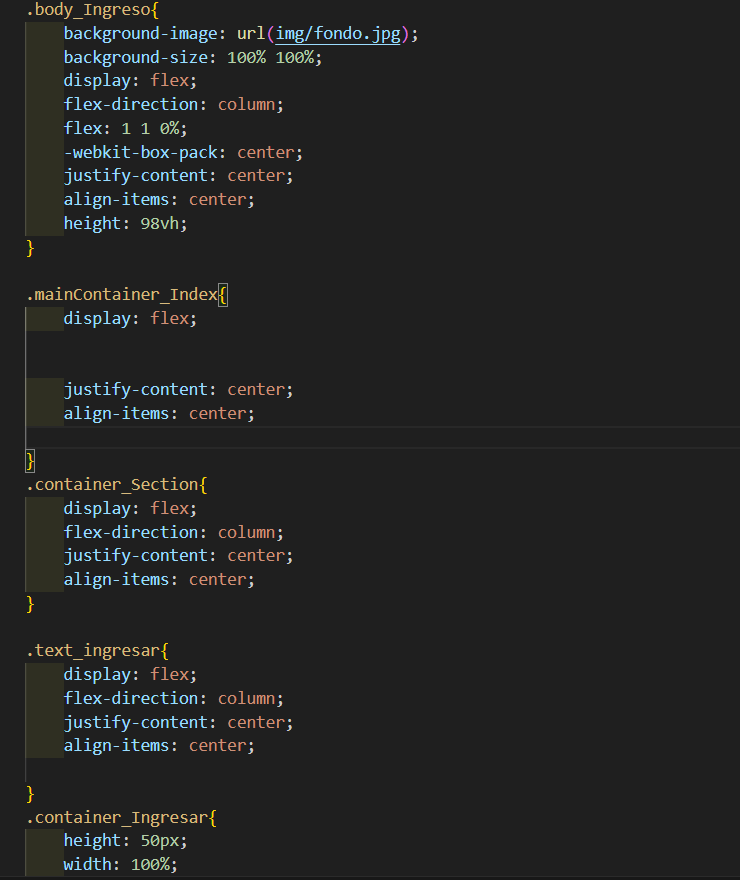 .body_Ingreso{
background-image: url(img/fondo.jpg);
background-size: 100% 100%;
display: flex;
flex-direction: column;
flex: 1 1 0%;
-webkit-box-pack: center;
justify-content: center;
align-items: center;
height: 98vh;
}
.mainContainer_Index{
display: flex;
justify-content: center;
align-items: center;
}
.container_Section{
display: flex;
flex-direction: column;
justify-content: center;
align-items: center;
}
.text_ingresar{
display: flex;
flex-direction: column;
justify-content: center;
align-items: center;
}
.container_Ingresar{
height: 50px;
width: 100%;